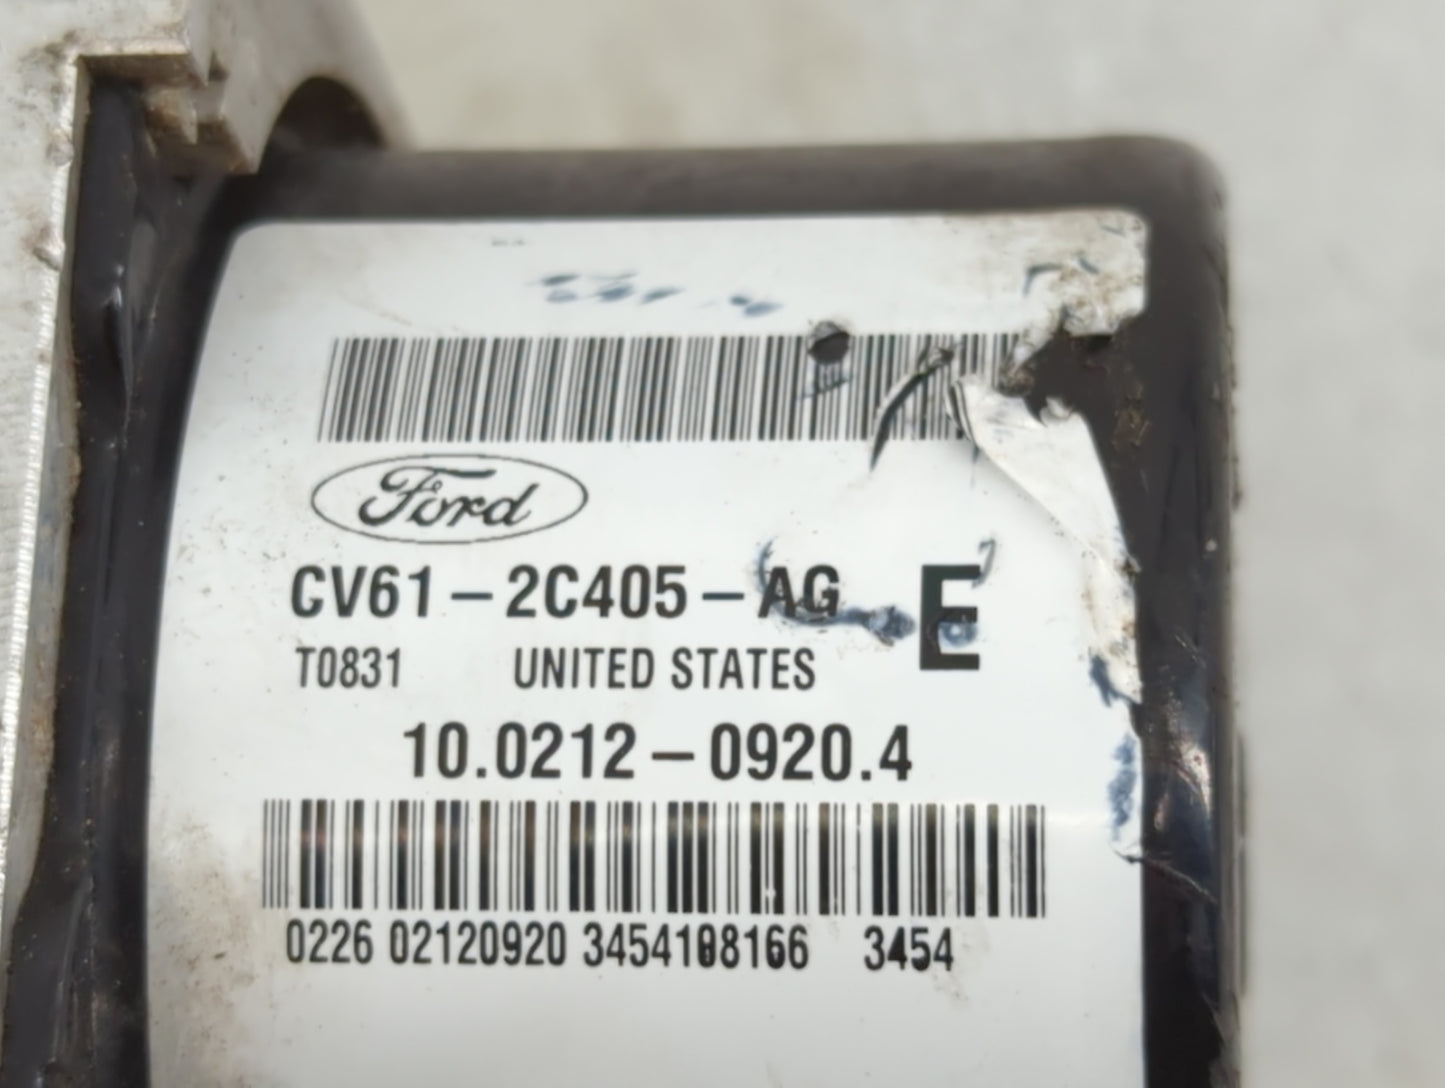 Ford
CV61-2C405-AG E
T0831 UNITED STATES
10.0212-0920.4
0226 02120920 3454108166 3454